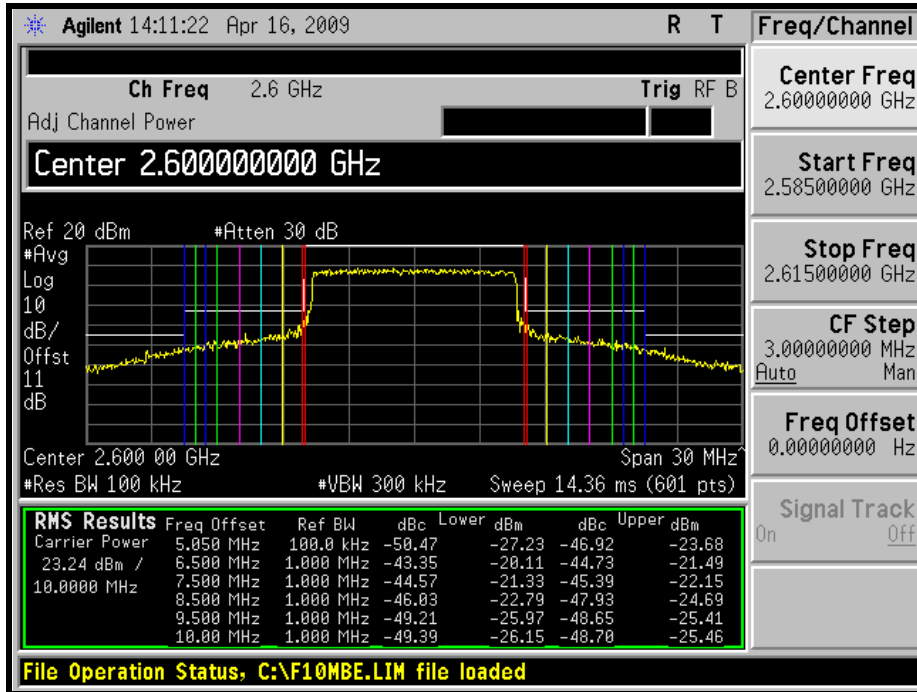 Agilent 14:11:22 Apr 16, 2009 R T
Freq/Channel
Ch Freq 2.6 GHz Trig RF B
Adj Channel Power
Center 2.600000000 GHz
Center Freq
2.60000000 GHz
Start Freq
2.58500000 GHz
Stop Freq
2.61500000 GHz
CF Step
3.00000000 MHz
Auto Man
Freq Offset
0.00000000 Hz
Signal Track
On Off
Ref 20 dBm #Atten 30 dB
#Avg
Log
10
dB/
Offst
11
dB
Center 2.600 00 GHz Span 30 MHz^
#Res BW 100 kHz #VBW 300 kHz Sweep 14.36 ms (601 pts)
RMS Results Freq Offset Ref BW dBc Lower dBm dBc Upper dBm
Carrier Power 5.050 MHz 100.0 kHz -50.47 -27.23 -46.92 -23.68
23.24 dBm / 6.500 MHz 1.000 MHz -43.35 -20.11 -44.73 -21.49
10.0000 MHz 7.500 MHz 1.000 MHz -44.57 -21.33 -45.39 -22.15
8.500 MHz 1.000 MHz -46.03 -22.79 -47.93 -24.69
9.500 MHz 1.000 MHz -49.21 -25.97 -48.65 -25.41
10.00 MHz 1.000 MHz -49.39 -26.15 -48.70 -25.46
File Operation Status, C:\F10MBE.LIM file loaded